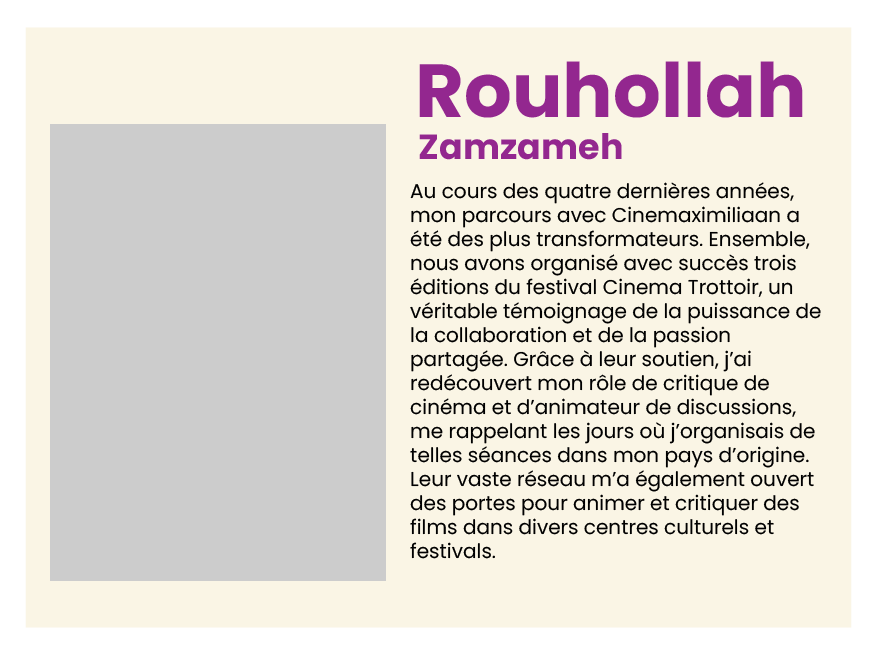 Rouhollah
Zamzameh
Au cours des quatre dernières années,
mon parcours avec Cinemaximiliaan a
été des plus transformateurs. Ensemble,
nous avons organisé avec succès trois
éditions du festival Cinema Trottoir, un
véritable témoignage de la puissance de
la collaboration et de la passion
partagée. Grâce à leur soutien, j’ai
redécouvert mon rôle de critique de
cinéma et d’animateur de discussions,
me rappelant les jours où j’organisais de
telles séances dans mon pays d’origine.
Leur vaste réseau m’a également ouvert
des portes pour animer et critiquer des
films dans divers centres culturels et
festivals.